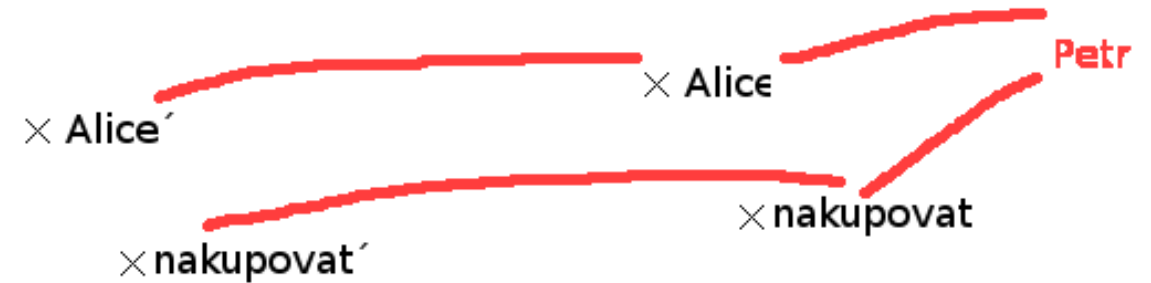 Petr
× Alice
× Alice´
× nakupovat
× nakupovat´